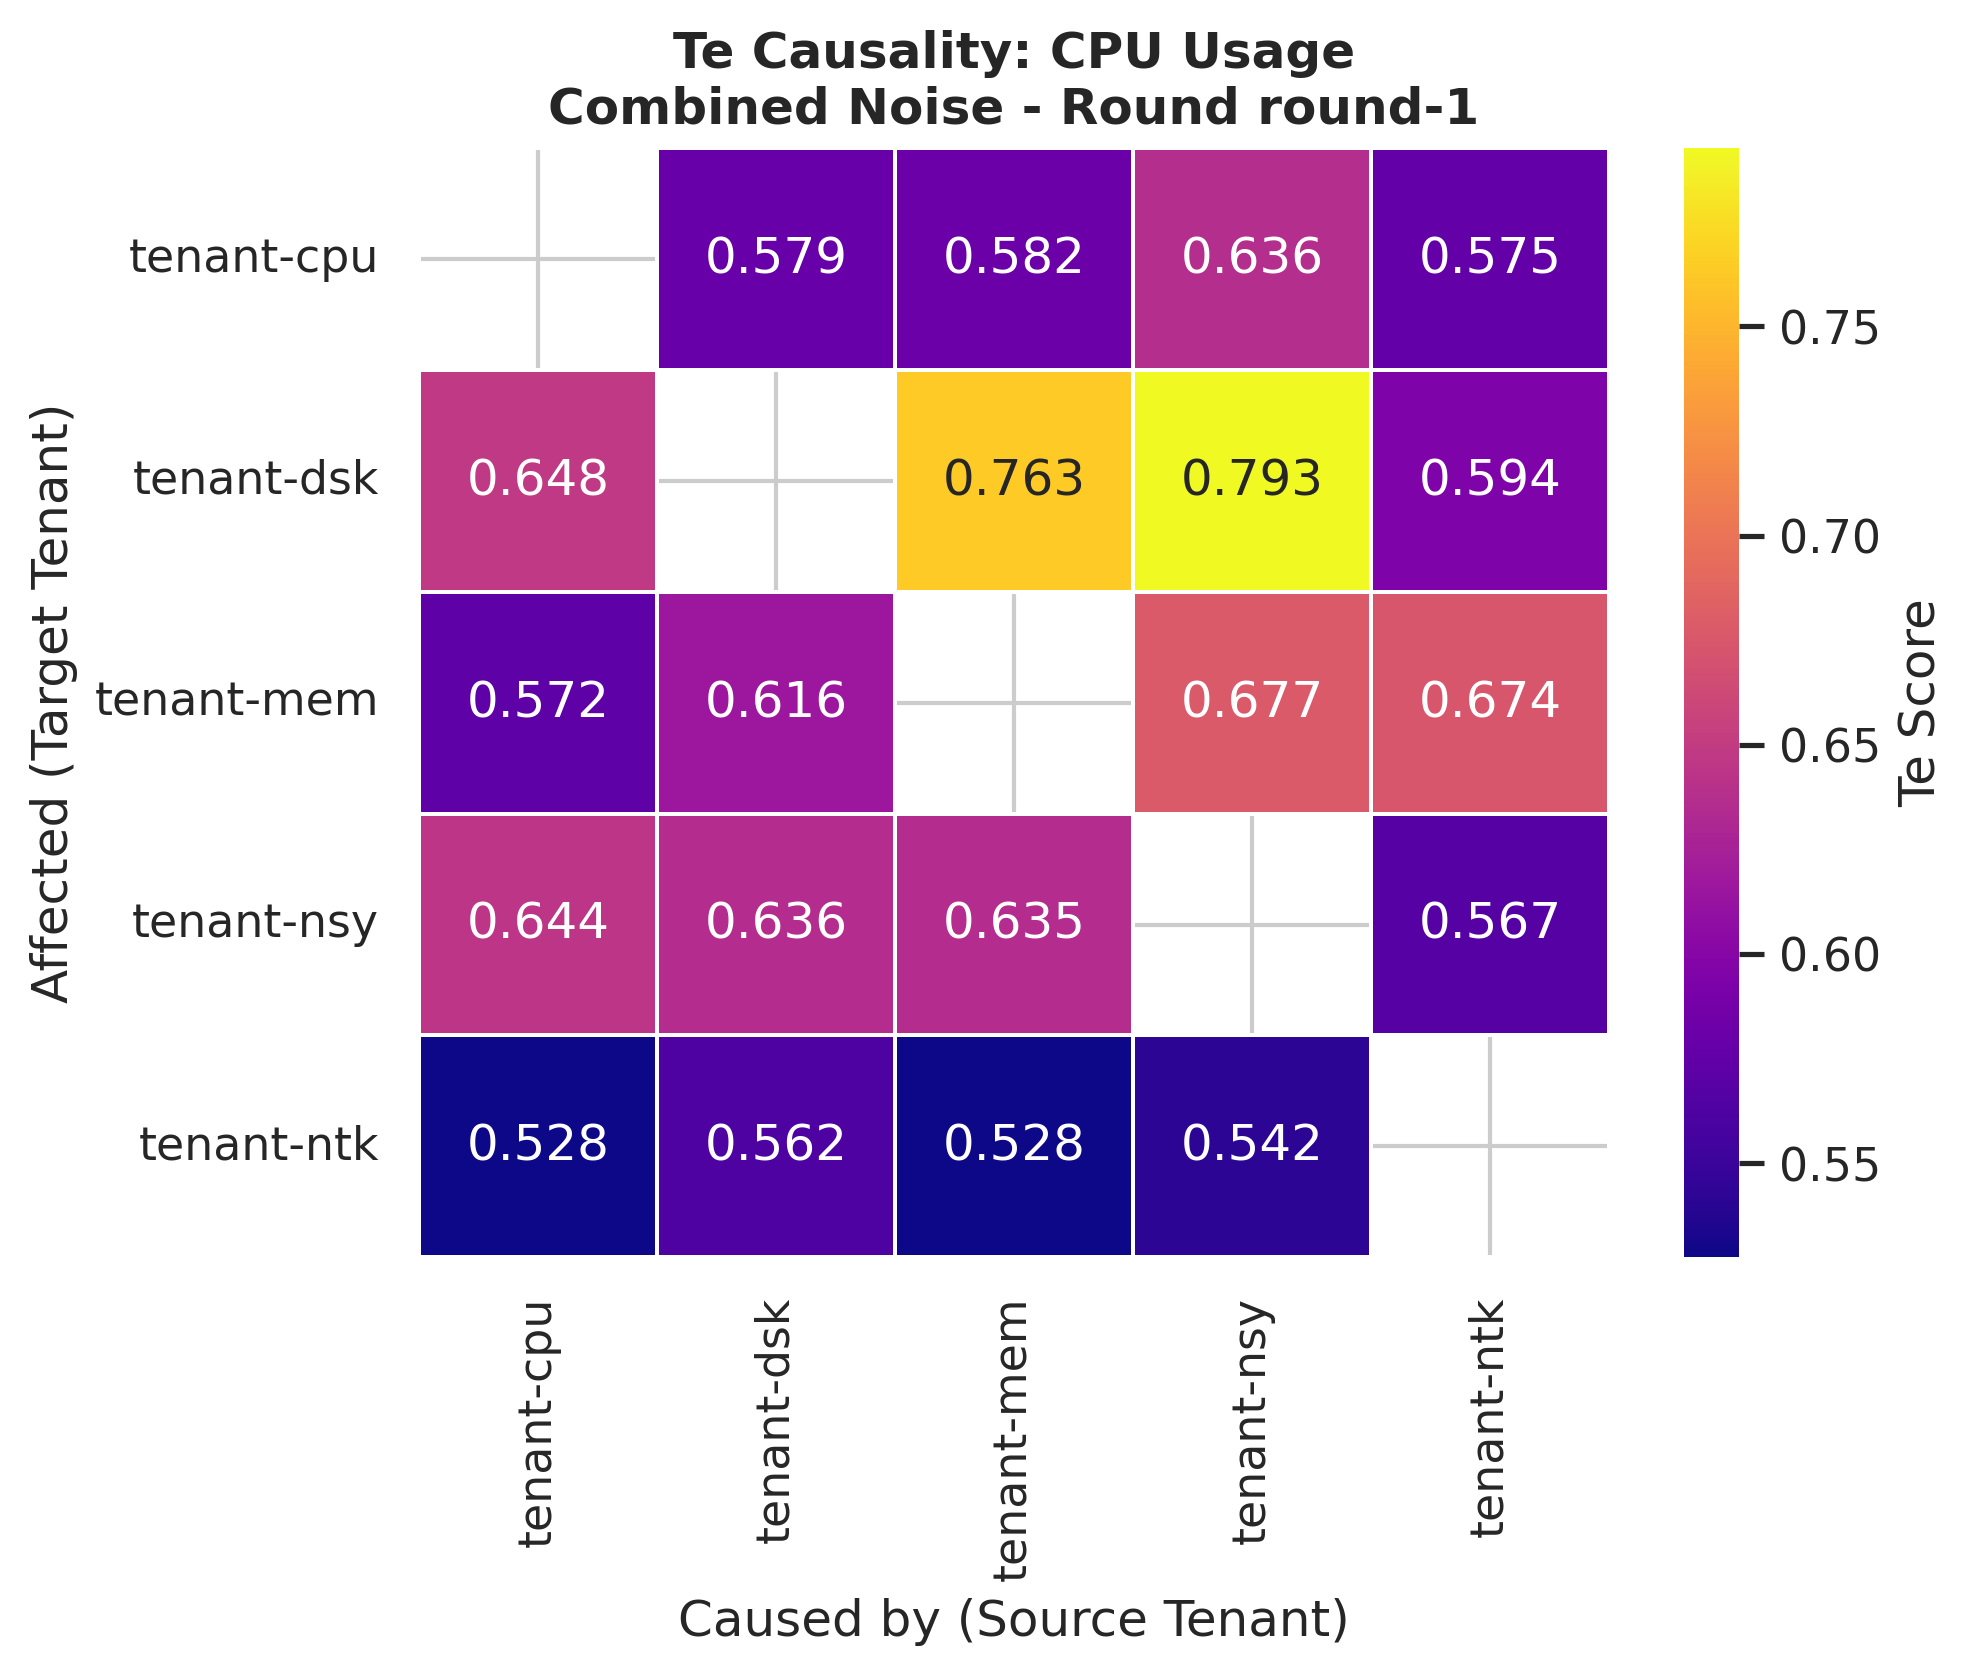 Te Causality: CPU Usage
Combined Noise - Round round-1
Affected (Target Tenant)
tenant-cpu 0.579 0.582 0.636 0.575
tenant-dsk 0.648 0.763 0.793 0.594
tenant-mem 0.572 0.616 0.677 0.674
tenant-nsy 0.644 0.636 0.635 0.567
tenant-ntk 0.528 0.562 0.528 0.542
tenant-cpu
tenant-dsk
tenant-mem
tenant-nsy
tenant-ntk
Caused by (Source Tenant)
0.75
0.70
0.65
0.60
0.55
Te Score